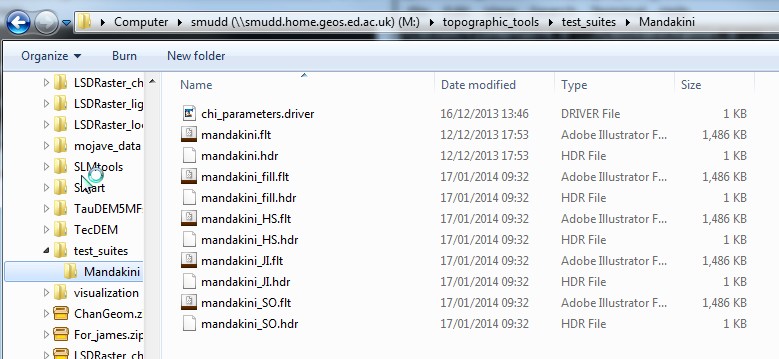 Computer ▸ smudd (\\smudd.home.geos.ed.ac.uk) (M:) ▸ topographic_tools ▸ test_suites ▸ Mandakini
Organize ▾ Burn New folder
LSDRaster_ch
LSDRaster_lig
LSDRaster_lo
mojave_data
SLMtools
TauDEM5MF
TecDEM
test_suites
Mandakini
visualization
ChanGeom.z
For_james.zip
LSDRaster_ch
Name Date modified Type Size
chi_parameters.driver 16/12/2013 13:46 DRIVER File 1 KB
mandakini.flt 12/12/2013 17:53 Adobe Illustrator F... 1,486 KB
mandakini.hdr 12/12/2013 17:53 HDR File 1 KB
mandakini_fill.flt 17/01/2014 09:32 Adobe Illustrator F... 1,486 KB
mandakini_fill.hdr 17/01/2014 09:32 HDR File 1 KB
mandakini_HS.flt 17/01/2014 09:32 Adobe Illustrator F... 1,486 KB
mandakini_HS.hdr 17/01/2014 09:32 HDR File 1 KB
mandakini_JI.flt 17/01/2014 09:32 Adobe Illustrator F... 1,486 KB
mandakini_JI.hdr 17/01/2014 09:32 HDR File 1 KB
mandakini_SO.flt 17/01/2014 09:32 Adobe Illustrator F... 1,486 KB
mandakini_SO.hdr 17/01/2014 09:32 HDR File 1 KB